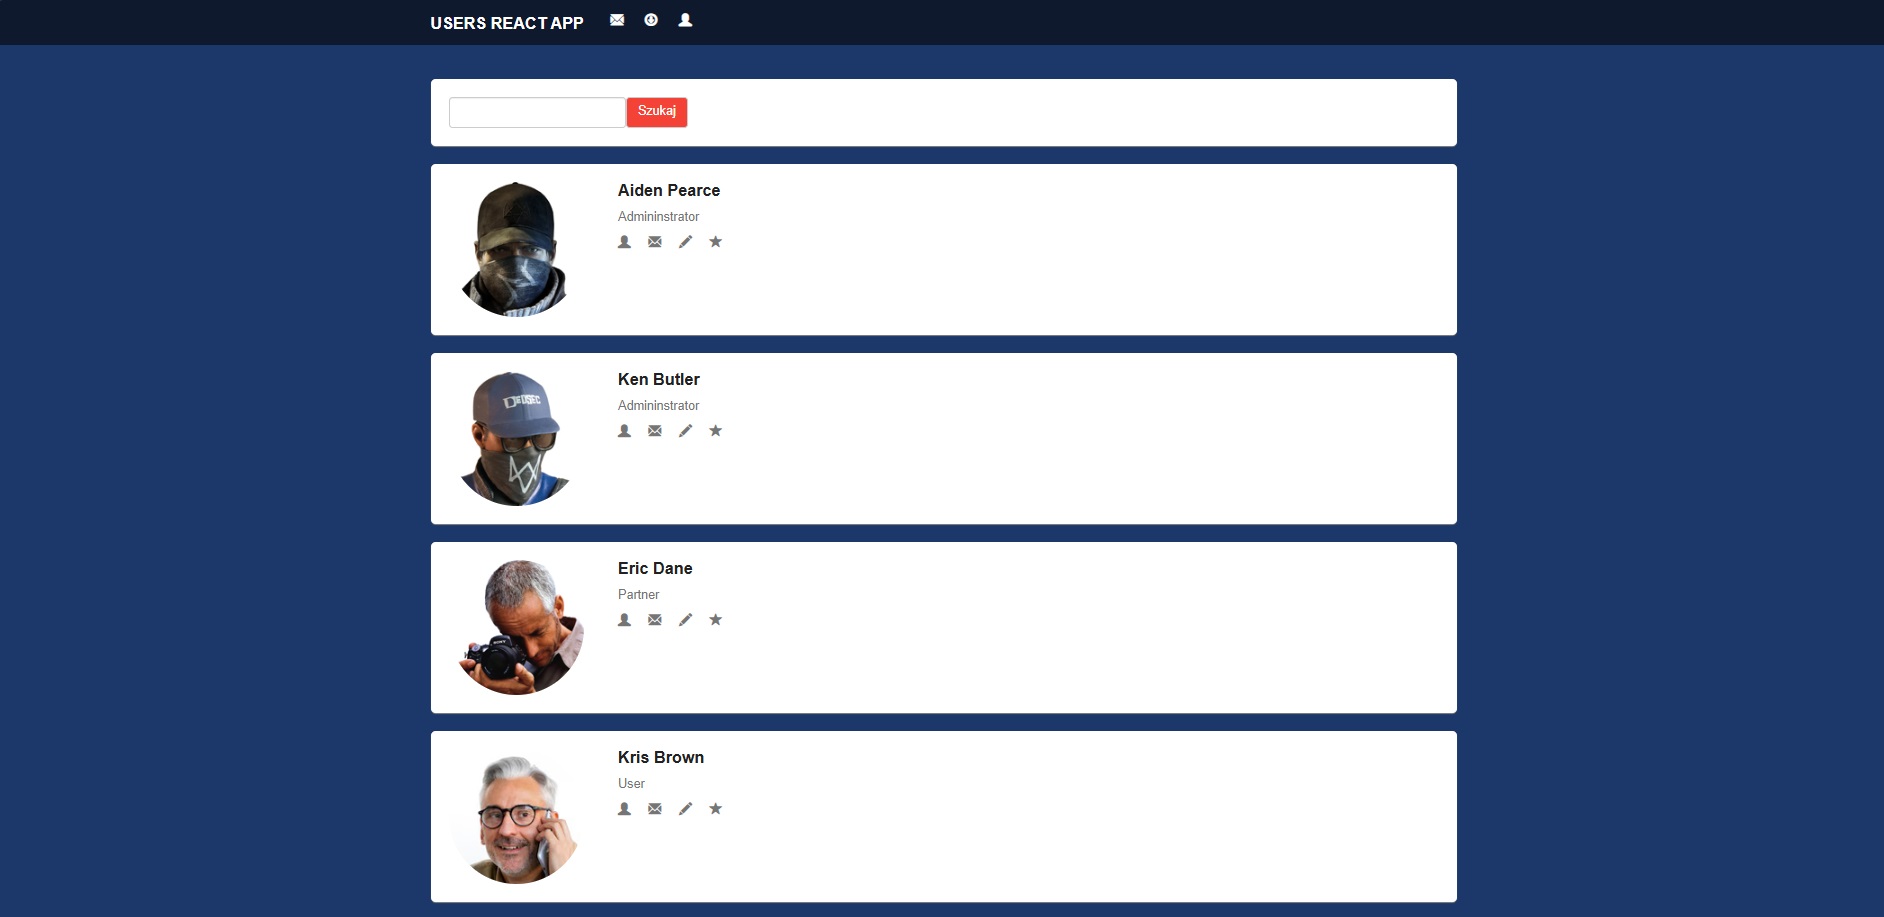 USERS REACT APP
Szukaj
Aiden Pearce
Admininstrator
Ken Butler
Admininstrator
Eric Dane
Partner
Kris Brown
User